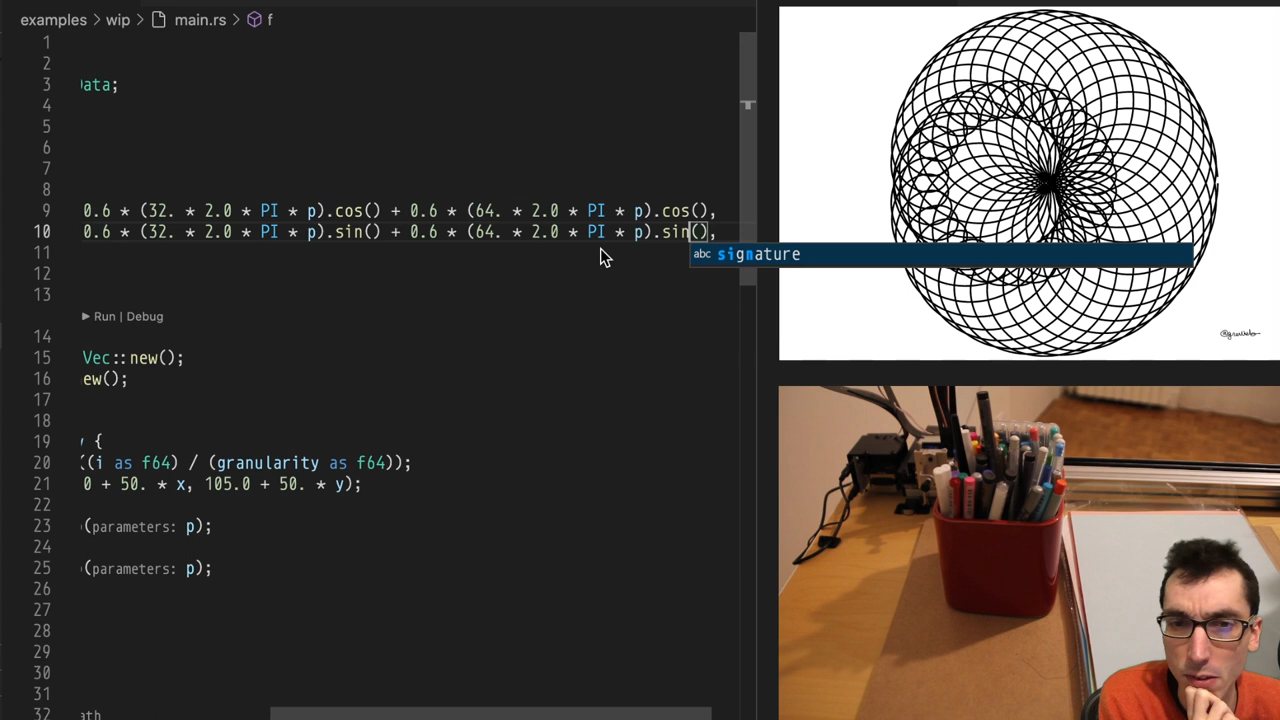 examples > wip > main.rs > f
1
2
3 Data;
4
5
6
7
8
9 0.6 * (32. * 2.0 * PI * p).cos() + 0.6 * (64. * 2.0 * PI * p).cos(),
10 0.6 * (32. * 2.0 * PI * p).sin() + 0.6 * (64. * 2.0 * PI * p).sin(),
11 abc signature
12
13
Run | Debug
14
15 Vec::new();
16 ew();
17
18
19 {
20 ((i as f64) / (granularity as f64));
21 0 + 50. * x, 105.0 + 50. * y);
22
23 (parameters: p);
24
25 (parameters: p);
26
27
28
29
30
31
32 ath